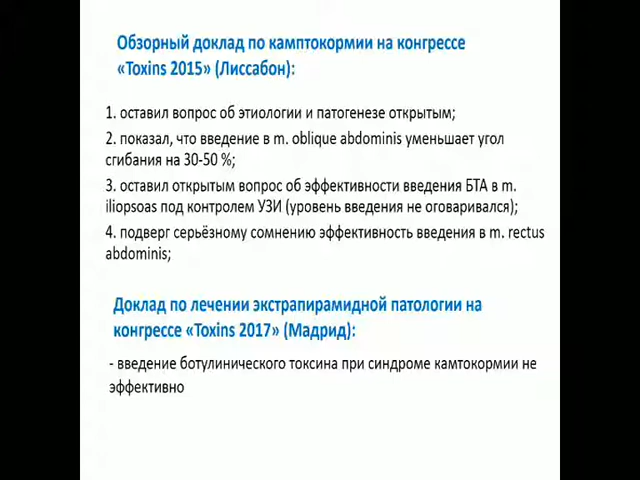 Обзорный доклад по камптокормии на конгрессе
«Toxins 2015» (Лиссабон):
1. оставил вопрос об этиологии и патогенезе открытым;
2. показал, что введение в m. oblique abdominis уменьшает угол
сгибания на 30-50 %;
3. оставил открытым вопрос об эффективности введения БТА в m.
iliopsoas под контролем УЗИ (уровень введения не оговаривался);
4. подверг серьёзному сомнению эффективность введения в m. rectus
abdominis;
Доклад по лечении экстрапирамидной патологии на
конгрессе «Toxins 2017» (Мадрид):
- введение ботулинического токсина при синдроме камтокормии не
эффективно